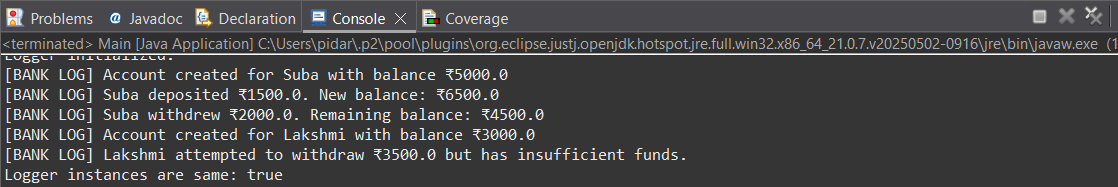 Problems @ Javadoc Declaration Console Coverage
<terminated> Main [Java Application] C:\Users\pidar\.p2\pool\plugins\org.eclipse.justj.openjdk.hotspot.jre.full.win32.x86_64_21.0.7.v20250502-0916\jre\bin\javaw.exe (1
Logger initialized.
[BANK LOG] Account created for Suba with balance ₹5000.0
[BANK LOG] Suba deposited ₹1500.0. New balance: ₹6500.0
[BANK LOG] Suba withdrew ₹2000.0. Remaining balance: ₹4500.0
[BANK LOG] Account created for Lakshmi with balance ₹3000.0
[BANK LOG] Lakshmi attempted to withdraw ₹3500.0 but has insufficient funds.
Logger instances are same: true